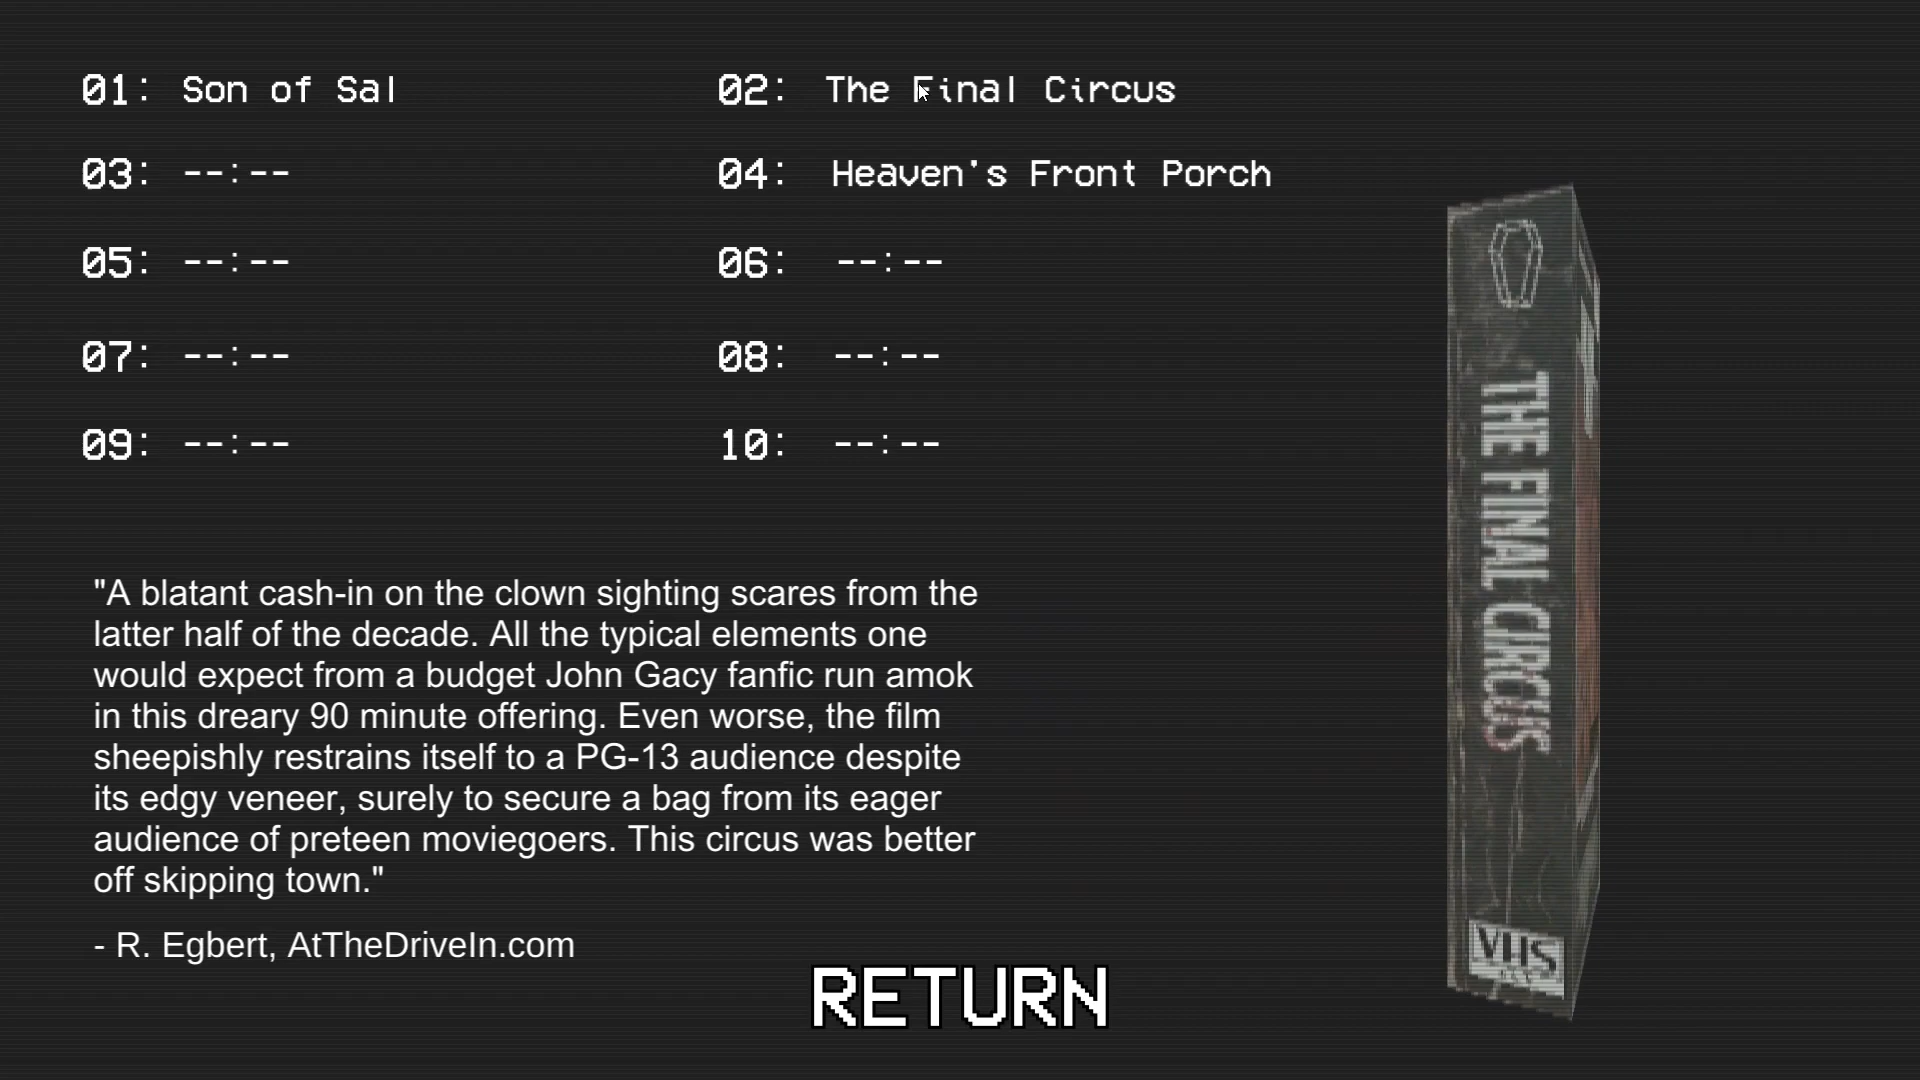 01: Son of Sal
02: The Final Circus
03: --:--
04: Heaven's Front Porch
05: --:--
06: --:--
07: --:--
08: --:--
09: --:--
10: --:--
THE FINAL CIRCUS
VHS
"A blatant cash-in on the clown sighting scares from the
latter half of the decade. All the typical elements one
would expect from a budget John Gacy fanfic run amok
in this dreary 90 minute offering. Even worse, the film
sheepishly restrains itself to a PG-13 audience despite
its edgy veneer, surely to secure a bag from its eager
audience of preteen moviegoers. This circus was better
off skipping town."
- R. Egbert, AtTheDriveIn.com
RETURN